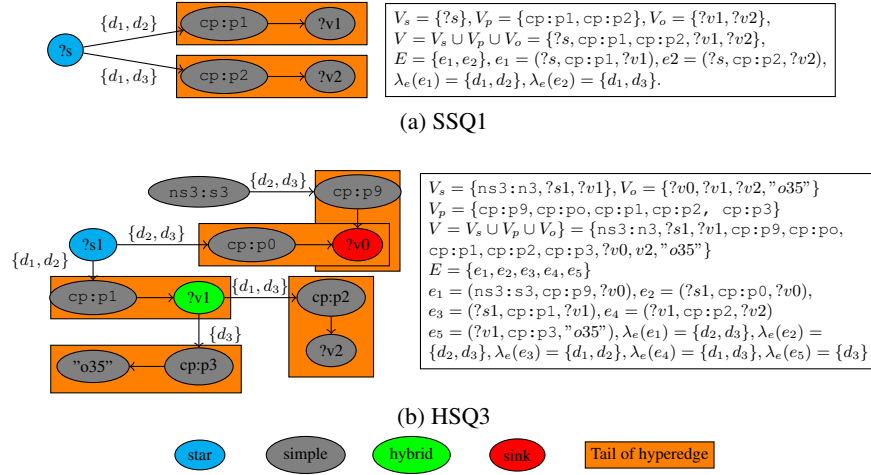 {d1, d2}
cp:p1
?v1
?s
{d1, d3}
cp:p2
?v2
Vs = {?s}, Vp = {cp:p1, cp:p2}, Vo = {?v1, ?v2},
V = Vs ∪ Vp ∪ Vo = {?s, cp:p1, cp:p2, ?v1, ?v2},
E = {e1, e2}, e1 = (?s, cp:p1, ?v1), e2 = (?s, cp:p2, ?v2),
λe(e1) = {d1, d2}, λe(e2) = {d1, d3}.
(a) SSQ1
ns3:s3
{d2, d3}
cp:p9
?s1
{d2, d3}
cp:p0
?v0
{d1, d2}
cp:p1
?v1
{d1, d3}
cp:p2
{d3}
?v2
"o35"
cp:p3
Vs = {ns3:n3, ?s1, ?v1}, Vo = {?v0, ?v1, ?v2, "o35"}
Vp = {cp:p9, cp:po, cp:p1, cp:p2, cp:p3}
V = Vs ∪ Vp ∪ Vo} = {ns3:n3, ?s1, ?v1, cp:p9, cp:po,
cp:p1, cp:p2, cp:p3, ?v0, v2, "o35"}
E = {e1, e2, e3, e4, e5}
e1 = (ns3:s3, cp:p9, ?v0), e2 = (?s1, cp:p0, ?v0),
e3 = (?s1, cp:p1, ?v1), e4 = (?v1, cp:p2, ?v2)
e5 = (?v1, cp:p3, "o35"), λe(e1) = {d2, d3}, λe(e2) =
{d2, d3}, λe(e3) = {d1, d2}, λe(e4) = {d1, d3}, λe(e5) = {d3}
(b) HSQ3
star
simple
hybrid
sink
Tail of hyperedge